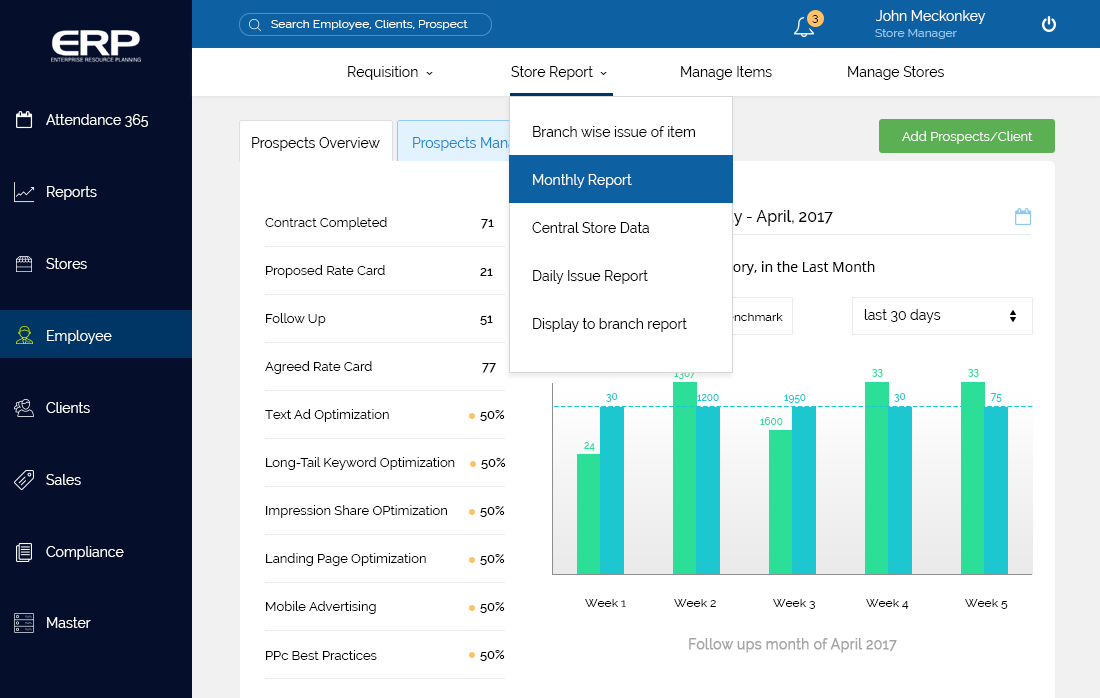 ERP
ENTERPRISE RESOURCE PLANNING
Search Employee, Clients, Prospect
3
John Meckonkey
Store Manager
Requisition
Store Report
Manage Items
Manage Stores
Attendance 365
Reports
Stores
Employee
Clients
Sales
Compliance
Master
Branch wise issue of item
Monthly Report
Central Store Data
Daily Issue Report
Display to branch report
Prospects Overview
Prospects
Add Prospects/Client
Contract Completed 71
Proposed Rate Card 21
Follow Up 51
Agreed Rate Card 77
Text Ad Optimization 50%
Long-Tail Keyword Optimization 50%
Impression Share OPtimization 50%
Landing Page Optimization 50%
Mobile Advertising 50%
PPc Best Practices 50%
- April, 2017
in the Last Month
last 30 days
24 30
1200
1600 1950
33 30
33 75
Week 1 Week 2 Week 3 Week 4 Week 5
Follow ups month of April 2017